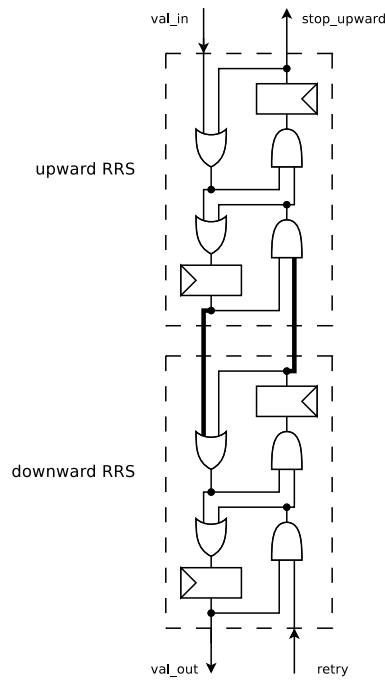 val_in
stop_upward
upward RRS
downward RRS
val_out
retry